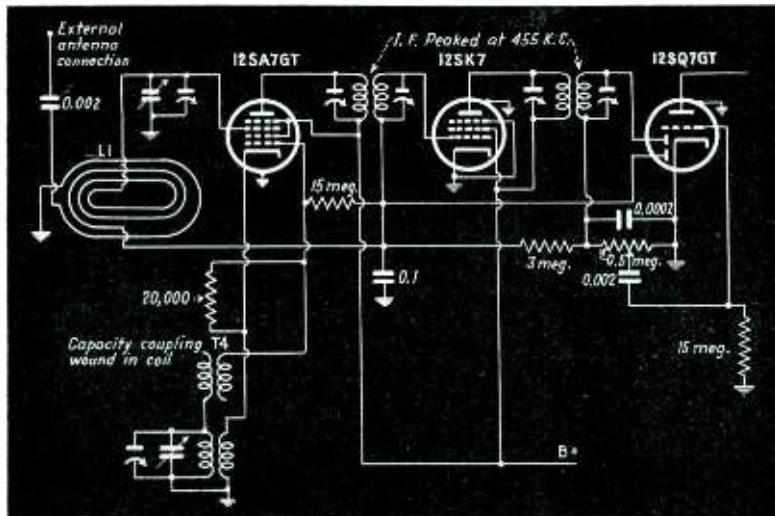 External
antenna
connection
0.002
L1
12SA7GT
I.F. Peaked at 455 K.C.
12SK7
12SQ7GT
15 meg.
0.0002
3 meg.
0.5 meg.
0.002
0.1
20,000
Capacity coupling
wound in coil
T4
15 meg.
B+